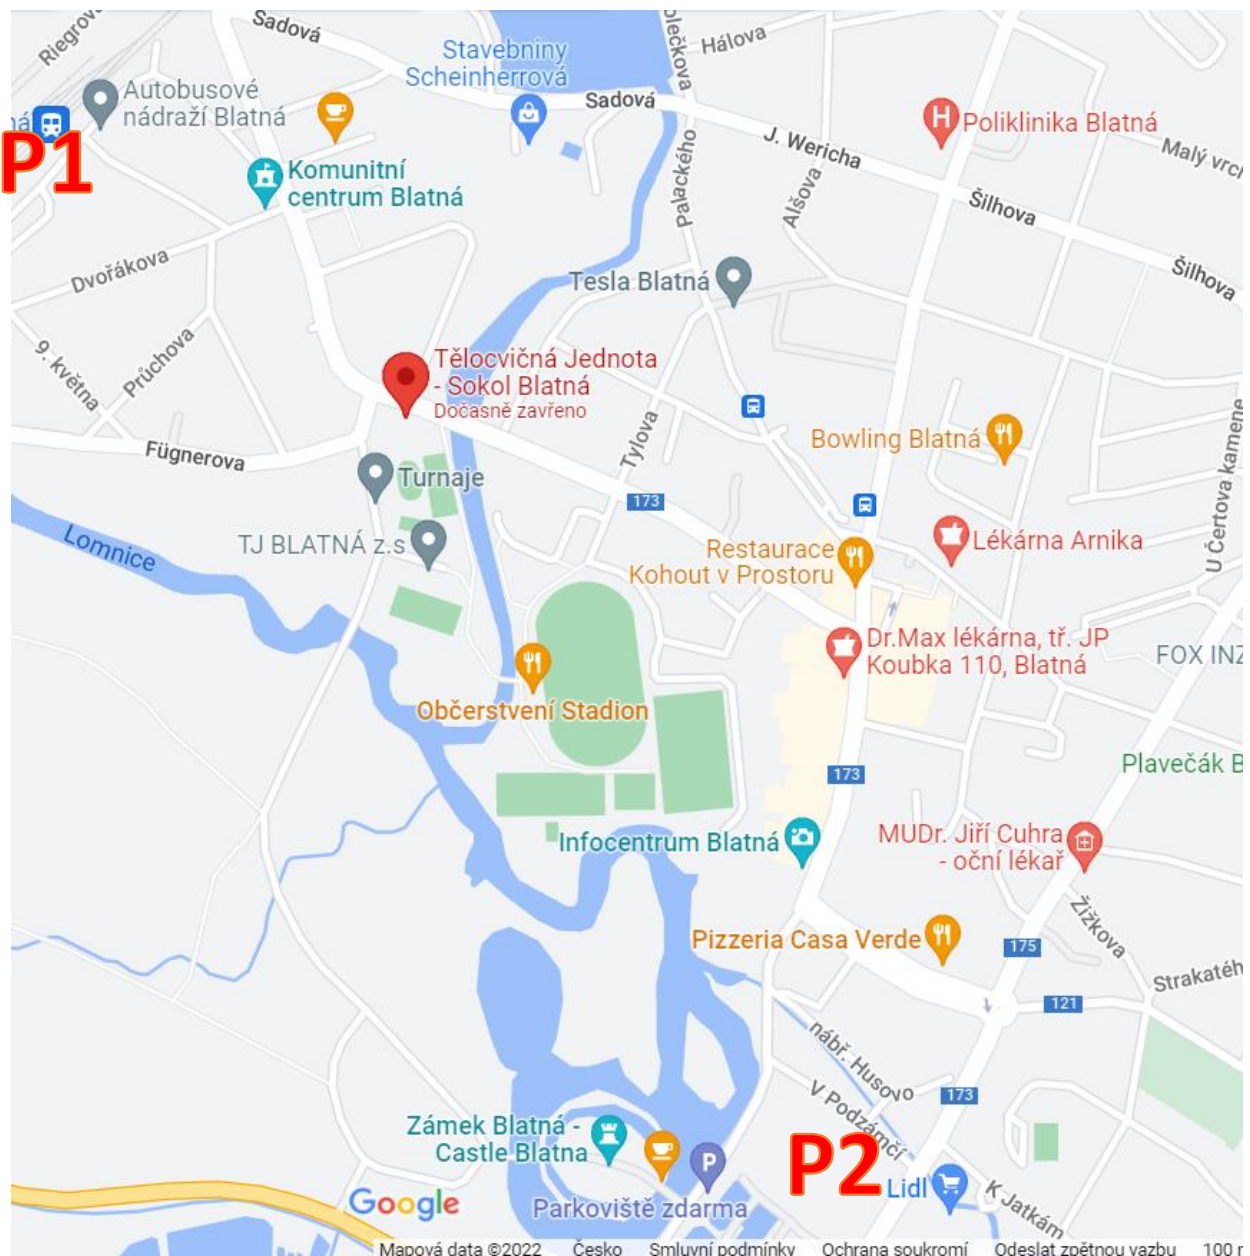 Riegrova
Sadová
Stavebniny
Scheinherrová
Hálova
Autobusové
nádraží Blatná
Sadová
Poliklinika Blatná
J. Wericha
Malý vrch
P1
Komunitní
centrum Blatná
Palackého
Alšova
Šilhova
Šilhova
Dvořákova
Tesla Blatná
9. května
Průchova
Tělocvičná Jednota
- Sokol Blatná
Dočasně zavřeno
Tylova
Bowling Blatná
U Čertova kamene
Fügnerova
Turnaje
173
Lomnice
TJ BLATNÁ z.s
Restaurace
Kohout v Prostoru
Lékárna Arnika
Dr.Max lékárna, tř. JP
Koubka 110, Blatná
FOX INZ
Občerstvení Stadion
173
Plavečák B
Infocentrum Blatná
MUDr. Jiří Cuhra
- oční lékař
Žižkova
Pizzeria Casa Verde
175
Strakatéh
121
nábř. Husovo
V Podzámčí
173
Zámek Blatná -
Castle Blatna
P2
P
Lidl
K Jatkám
Google
Parkoviště zdarma
Mapová data ©2022 Česko Smluvní podmínky Ochrana soukromí Odeslat zpětnou vazbu 100